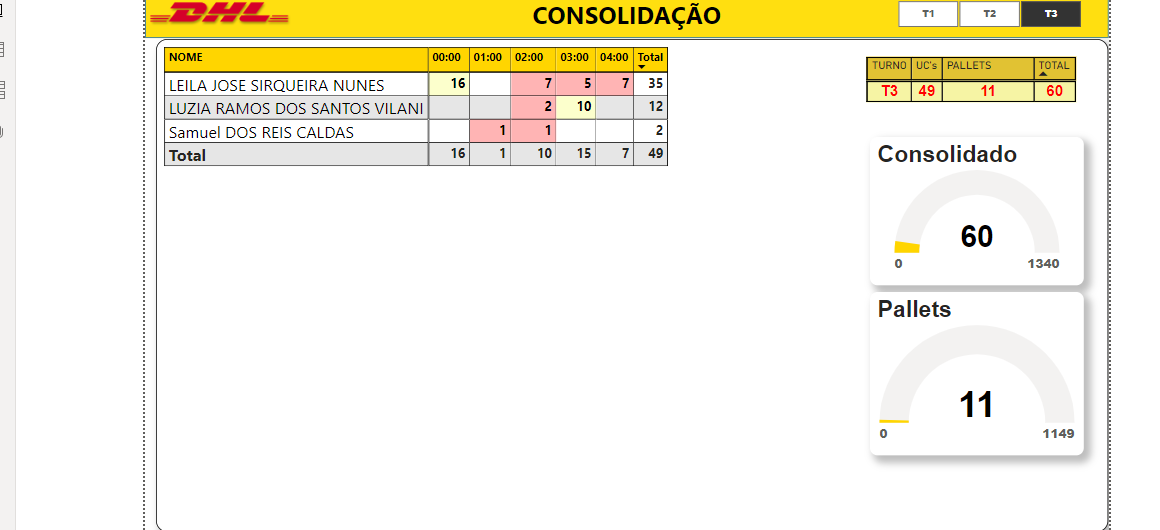 DHL CONSOLIDAÇÃO T1 T2 T3
NOME 00:00 01:00 02:00 03:00 04:00 Total
LEILA JOSE SIRQUEIRA NUNES 16 7 5 7 35
LUZIA RAMOS DOS SANTOS VILANI 2 10 12
Samuel DOS REIS CALDAS 1 1 2
Total 16 1 10 15 7 49
TURNO UC's PALLETS TOTAL
T3 49 11 60
Consolidado
60
0 1340
Pallets
11
0 1149